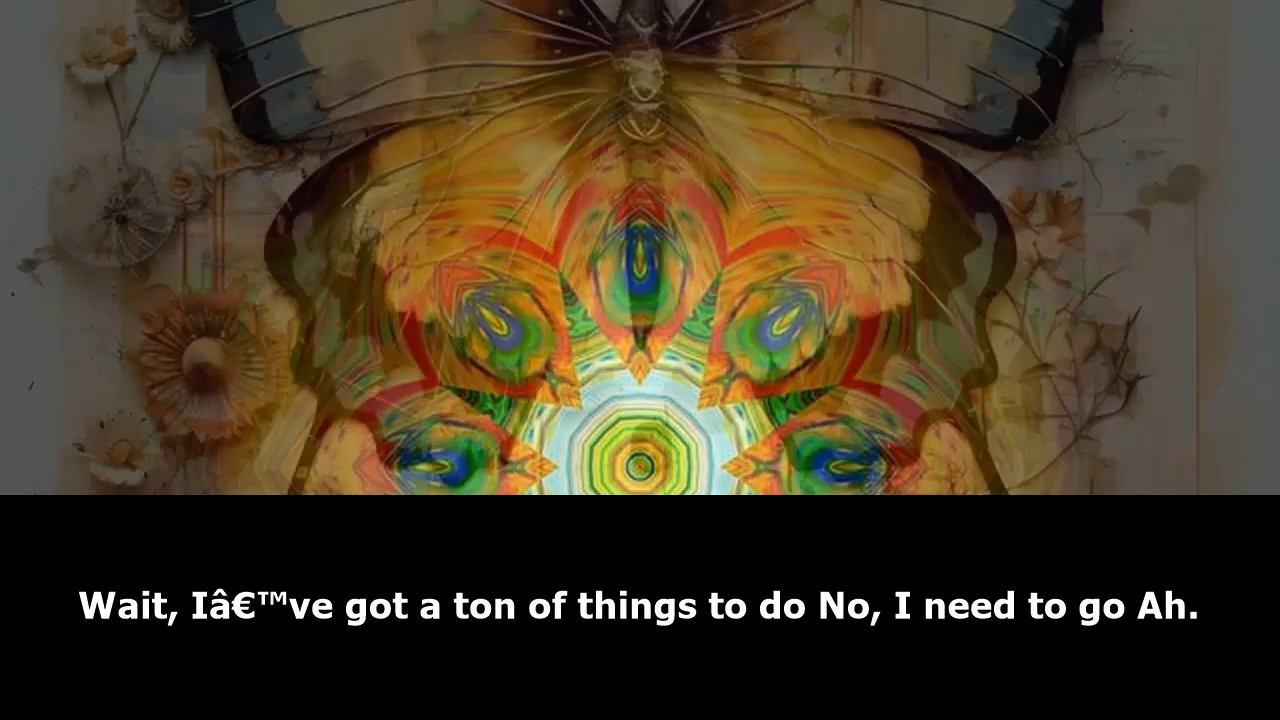 Wait, Iâ€™ve got a ton of things to do No, I need to go Ah.